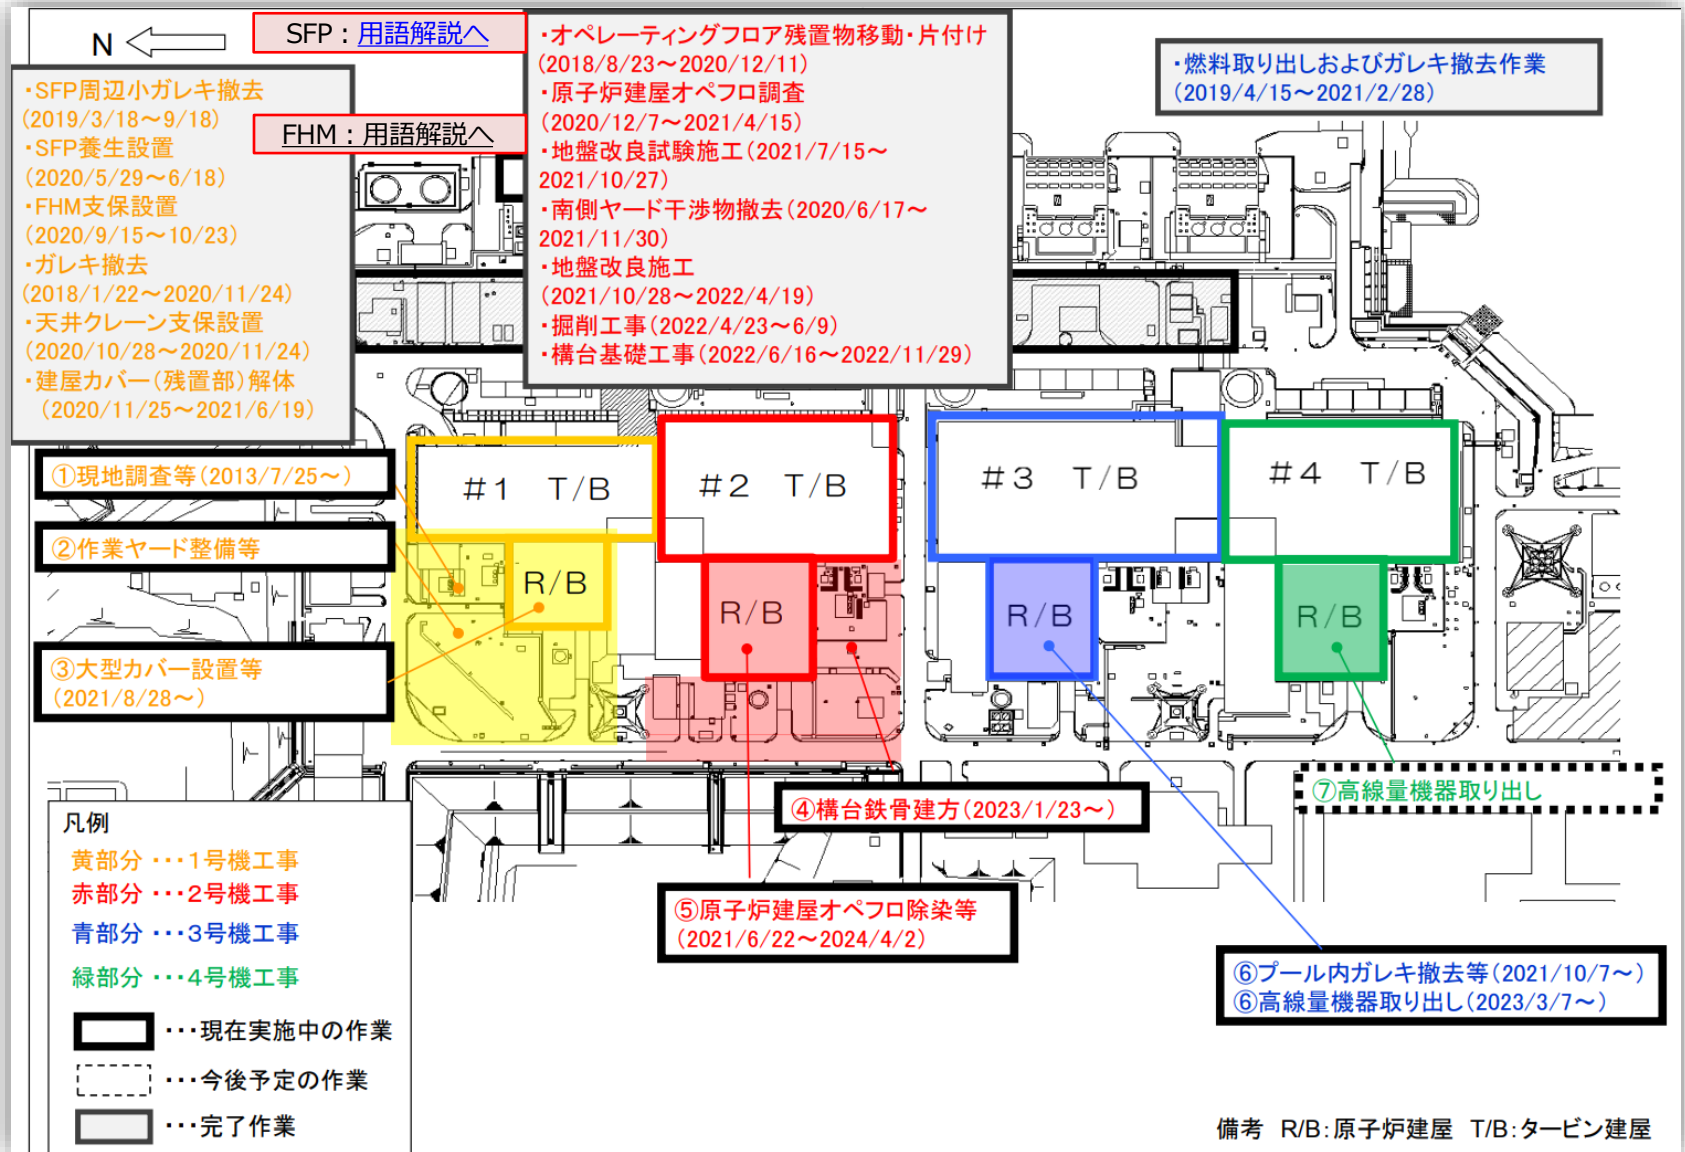 N
SFP：用語解説へ
FHM：用語解説へ
・SFP周辺小ガレキ撤去
(2019/3/18～9/18)
・SFP養生設置
(2020/5/29～6/18)
・FHM支保設置
(2020/9/15～10/23)
・ガレキ撤去
(2018/1/22～2020/11/24)
・天井クレーン支保設置
(2020/10/28～2020/11/24)
・建屋カバー(残置部)解体
(2020/11/25～2021/6/19)
・オペレーティングフロア残置物移動・片付け
(2018/8/23～2020/12/11)
・原子炉建屋オペフロ調査
(2020/12/7～2021/4/15)
・地盤改良試験施工(2021/7/15～
2021/10/27)
・南側ヤード干渉物撤去(2020/6/17～
2021/11/30)
・地盤改良施工
(2021/10/28～2022/4/19)
・掘削工事(2022/4/23～6/9)
・構台基礎工事(2022/6/16～2022/11/29)
・燃料取り出しおよびガレキ撤去作業
(2019/4/15～2021/2/28)
①現地調査等(2013/7/25～)
②作業ヤード整備等
③大型カバー設置等
(2021/8/28～)
#1 T/B
#2 T/B
#3 T/B
#4 T/B
R/B
R/B
R/B
R/B
④構台鉄骨建方(2023/1/23～)
⑤原子炉建屋オペフロ除染等
(2021/6/22～2024/4/2)
⑥プール内ガレキ撤去等(2021/10/7～)
⑥高線量機器取り出し(2023/3/7～)
⑦高線量機器取り出し
凡例
黄部分 ・・・1号機工事
赤部分 ・・・2号機工事
青部分 ・・・3号機工事
緑部分 ・・・4号機工事
・・・現在実施中の作業
・・・今後予定の作業
・・・完了作業
備考 R/B:原子炉建屋 T/B:タービン建屋